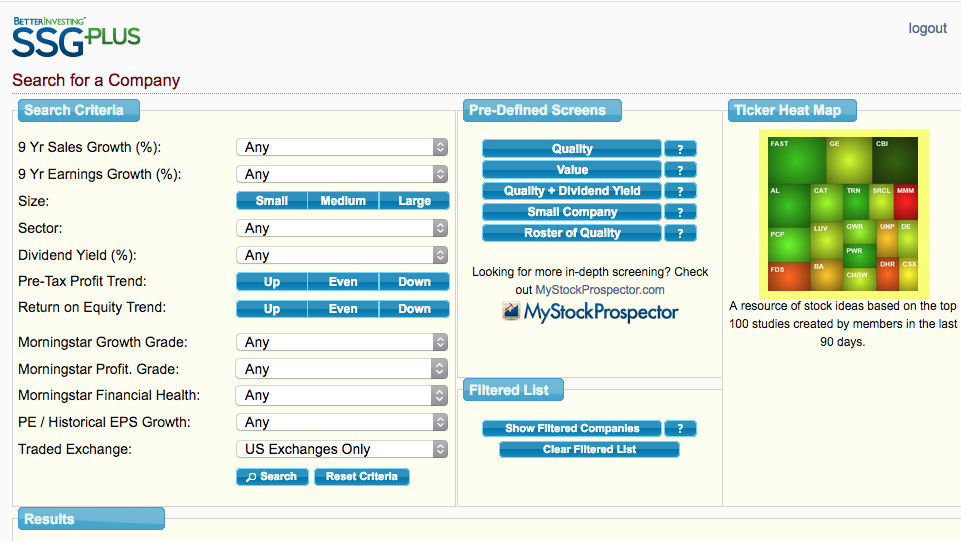 BETTERINVESTING™
SSG-PLUS
logout
Search for a Company
Search Criteria
9 Yr Sales Growth (%): Any
9 Yr Earnings Growth (%): Any
Size: Small Medium Large
Sector: Any
Dividend Yield (%): Any
Pre-Tax Profit Trend: Up Even Down
Return on Equity Trend: Up Even Down
Morningstar Growth Grade: Any
Morningstar Profit. Grade: Any
Morningstar Financial Health: Any
PE / Historical EPS Growth: Any
Traded Exchange: US Exchanges Only
Search Reset Criteria
Pre-Defined Screens
Quality ?
Value ?
Quality + Dividend Yield ?
Small Company ?
Roster of Quality ?
Looking for more in-depth screening? Check
out MyStockProspector.com
MyStockProspector
Filtered List
Show Filtered Companies ?
Clear Filtered List
Ticker Heat Map
FAST GE CBI
AL CAT TRN SRCL MMM
PCP LUV GWR UNP DE
PWR
FDS BA CHRW DHR CSX
A resource of stock ideas based on the top
100 studies created by members in the last
90 days.
Results